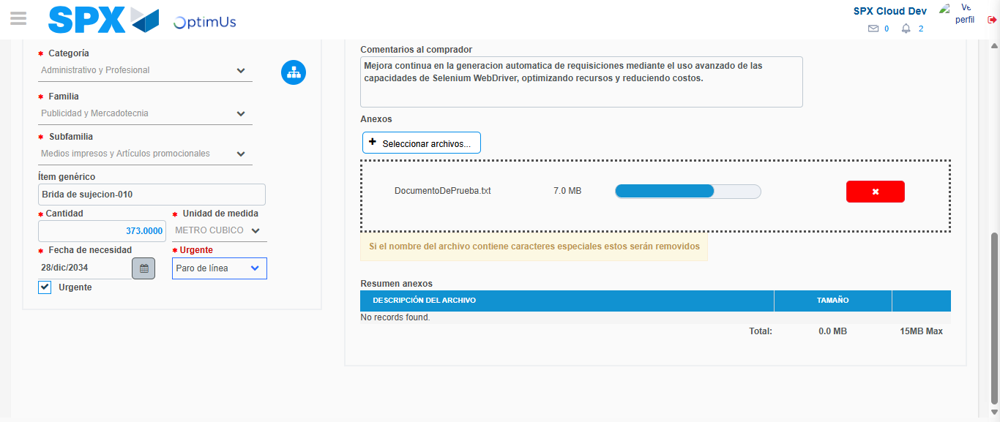 SPX
OptimUs
SPX Cloud Dev
0
2
Ve
perfil
* Categoría
Administrativo y Profesional
* Familia
Publicidad y Mercadotecnia
* Subfamilia
Medios impresos y Artículos promocionales
Ítem genérico
Brida de sujecion-010
* Cantidad
* Unidad de medida
373.0000
METRO CUBICO
* Fecha de necesidad
* Urgente
28/dic/2034
Paro de línea
Urgente
Comentarios al comprador
Mejora continua en la generacion automatica de requisiciones mediante el uso avanzado de las
capacidades de Selenium WebDriver, optimizando recursos y reduciendo costos.
Anexos
+ Seleccionar archivos...
DocumentoDePrueba.txt 7.0 MB
Si el nombre del archivo contiene caracteres especiales estos serán removidos
Resumen anexos
DESCRIPCIÓN DEL ARCHIVO TAMAÑO
No records found.
Total: 0.0 MB 15MB Max